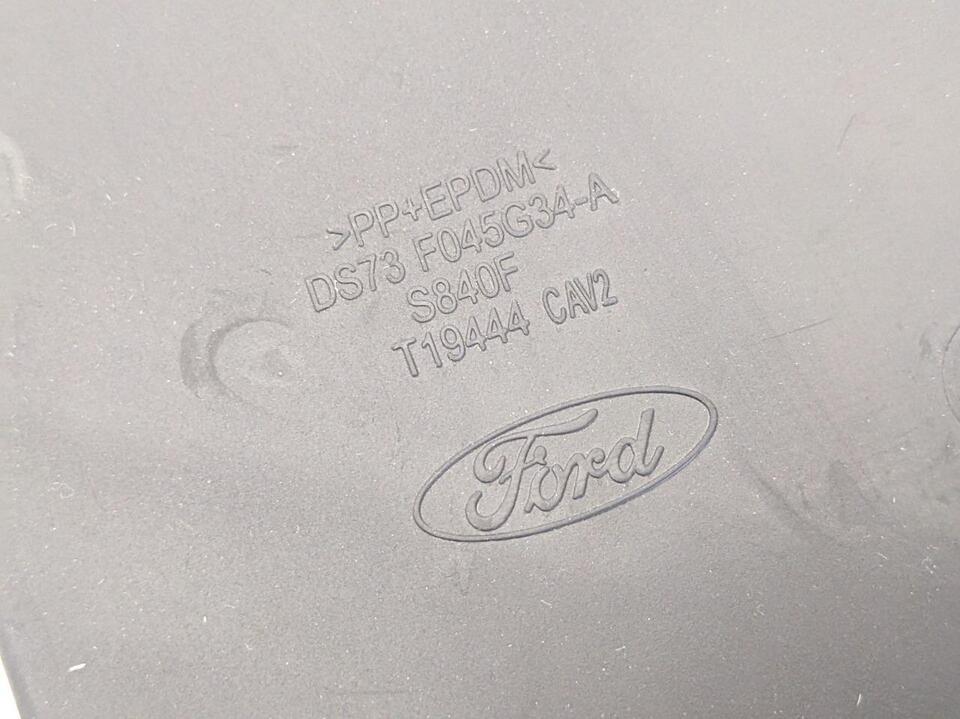 >PP+EPDM<
DS73 F045G34-A
S840F
T19444 CAV2
Ford